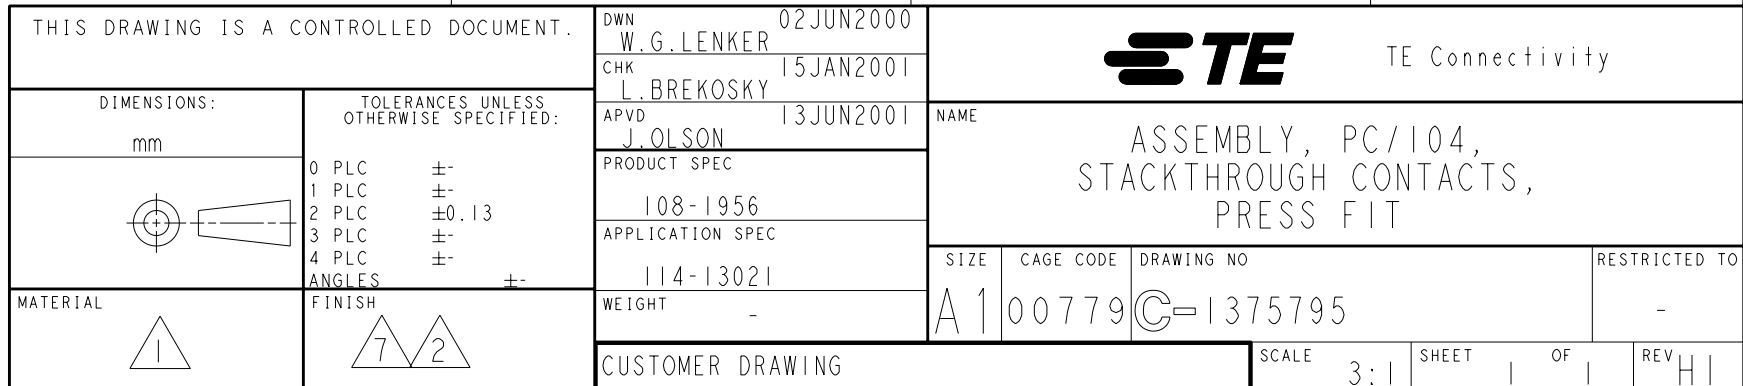 THIS DRAWING IS A CONTROLLED DOCUMENT.
DIMENSIONS:
mm
TOLERANCES UNLESS
OTHERWISE SPECIFIED:
0 PLC ±-
1 PLC ±-
2 PLC ±0.13
3 PLC ±-
4 PLC ±-
ANGLES ±-
MATERIAL
1
FINISH
7 2
DWN 02JUN2000
W.G.LENKER
CHK 15JAN2001
L.BREKOSKY
APVD 13JUN2001
J.OLSON
PRODUCT SPEC
108-1956
APPLICATION SPEC
114-13021
WEIGHT -
CUSTOMER DRAWING
TE TE Connectivity
NAME
ASSEMBLY, PC/104,
STACKTHROUGH CONTACTS,
PRESS FIT
SIZE CAGE CODE DRAWING NO RESTRICTED TO
A1 00779 C-1375795 -
SCALE 3:1 SHEET 1 OF 1 REV H1